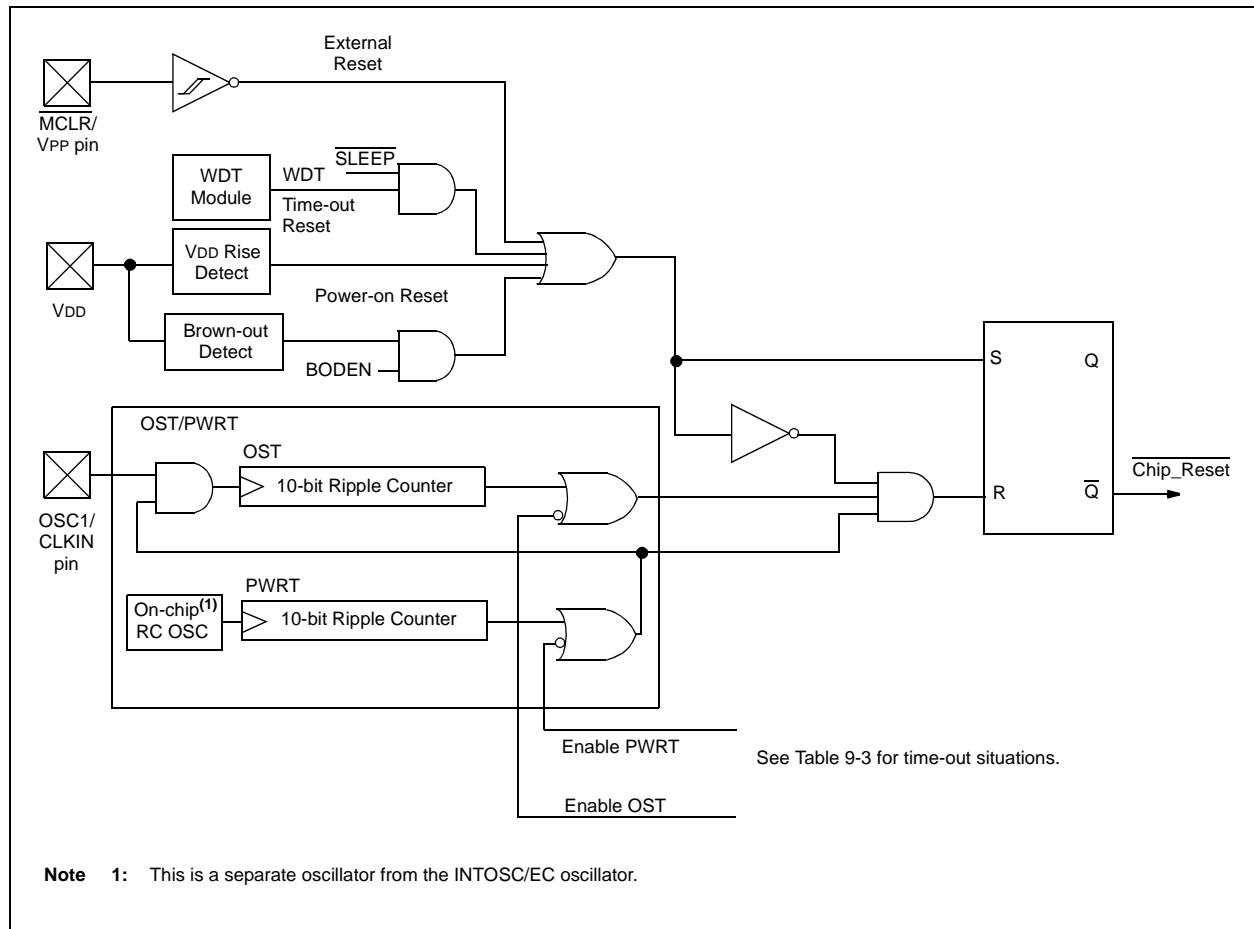 External
Reset
MCLR/
VPP pin
SLEEP
WDT
Module
WDT
Time-out
Reset
VDD Rise
Detect
VDD
Power-on Reset
Brown-out
Detect
BODEN
S
Q
OST/PWRT
OST
10-bit Ripple Counter
OSC1/
CLKIN
pin
R
Q
Chip_Reset
PWRT
On-chip(1)
RC OSC
10-bit Ripple Counter
Enable PWRT
See Table 9-3 for time-out situations.
Enable OST
Note 1: This is a separate oscillator from the INTOSC/EC oscillator.